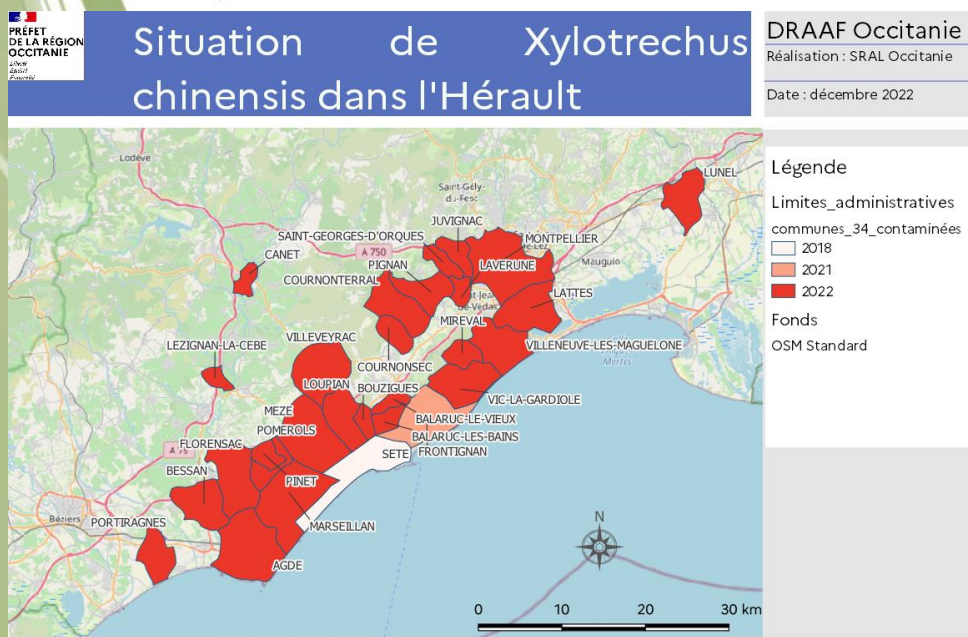 PRÉFET
DE LA RÉGION
OCCITANIE
Liberté
Égalité
Fraternité
Situation de Xylotrechus
chinensis dans l'Hérault
DRAAF Occitanie
Réalisation : SRAL Occitanie
Date : décembre 2022
Légende
Limites_administratives
communes_34_contaminées
2018
2021
2022
Fonds
OSM Standard
Lodève
Saint-Gély-
du-Fesc
LUNEL
JUVIGNAC
SAINT-GEORGES-D'ORQUES
MONTPELLIER
A 750
CANET
PIGNAN
LAVERUNE
Mauguio
COURNONTERRAL
LATTES
MIREVAL
VILLEVEYRAC
LEZIGNAN-LA-CEBE
VILLENEUVE-LES-MAGUELONE
COURNONSEC
LOUPIAN
BOUZIGUES
VIC-LA-GARDIOLE
MEZE
BALARUC-LE-VIEUX
POMEROLS
BALARUC-LES-BAINS
FLORENSAC
A 75
SETE
FRONTIGNAN
BESSAN
PINET
Béziers
PORTIRAGNES
MARSEILLAN
AGDE
N
0 10 20 30 km